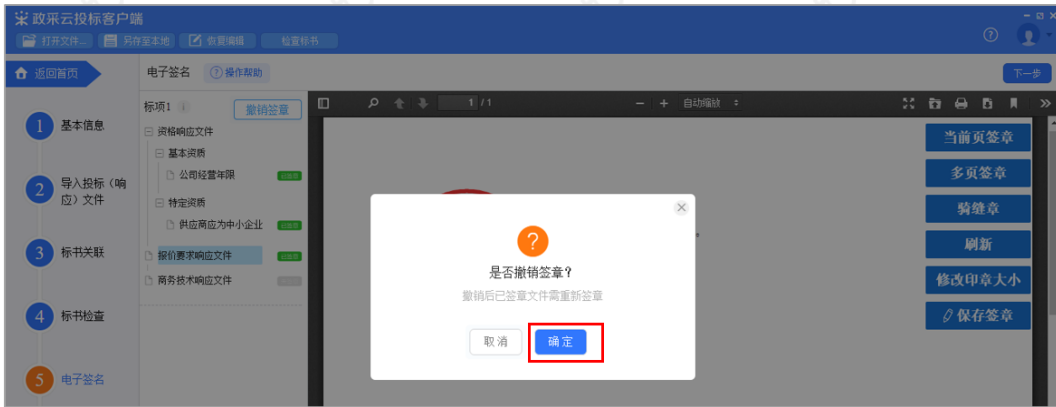 政采云投标客户端
打开文件... 另存至本地 恢复编辑 检查标书
返回首页 电子签名 ? 操作帮助 下一步
标项1 撤销签章 1 / 1 自动缩放
1 基本信息 资格响应文件 当前页签章
基本资质
公司经营年限 多页签章
2 导入投标（响
应）文件 特定资质 骑缝章
供应商应为中小企业
3 标书关联 报价要求响应文件 刷新
商务技术响应文件 修改印章大小
4 标书检查 保存签章
5 电子签名
?
是否撤销签章?
撤销后已签章文件需重新签章
取消 确定